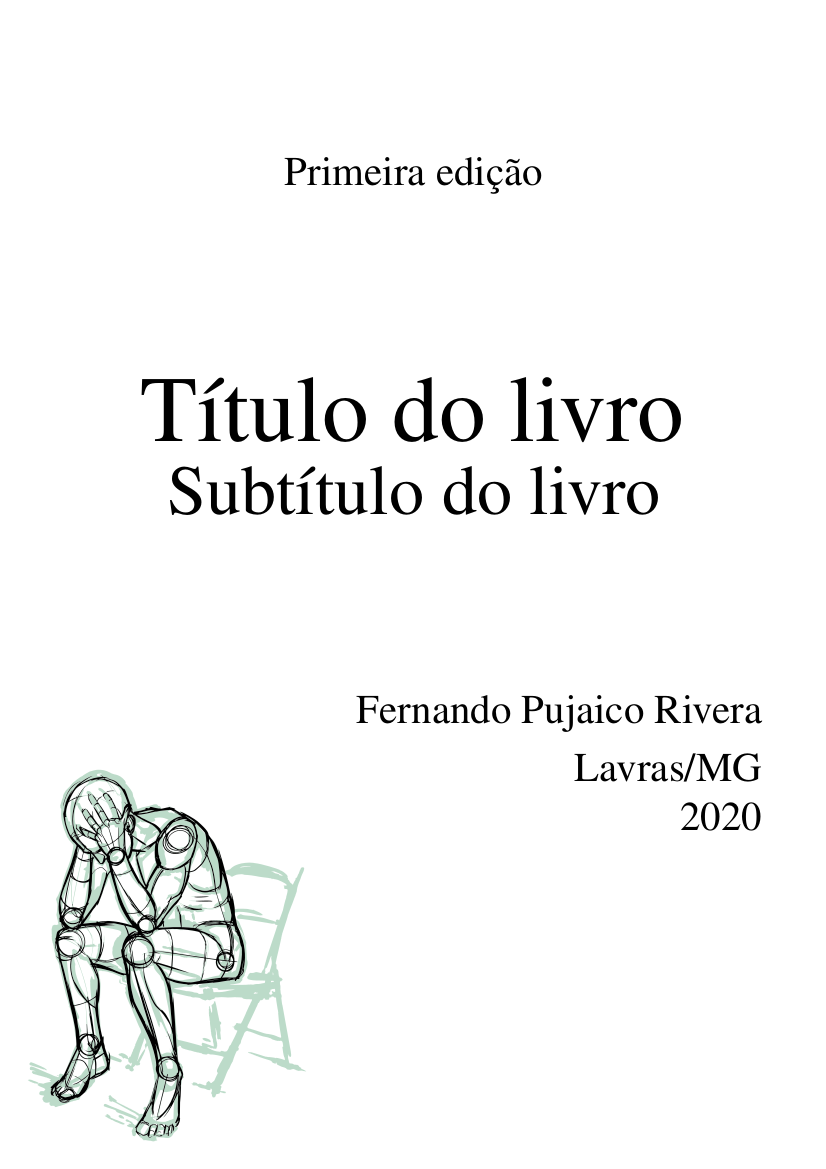 Primeira edição
Título do livro
Subtítulo do livro
Fernando Pujaico Rivera
Lavras/MG
2020